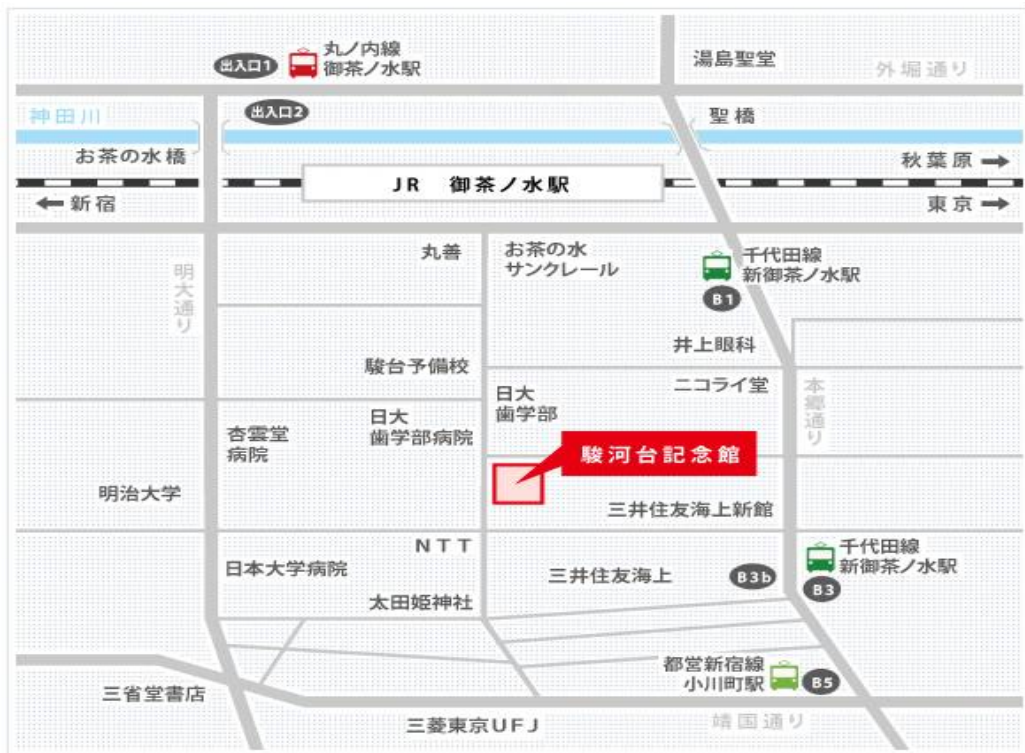 出入口1
丸ノ内線
御茶ノ水駅
湯島聖堂
外堀通り
神田川
出入口2
聖橋
お茶の水橋
秋葉原→
JR 御茶ノ水駅
←新宿
東京→
明大通り
丸善
お茶の水
サンクレール
千代田線
新御茶ノ水駅
B1
井上眼科
駿台予備校
ニコライ堂
本郷通り
日大
歯学部
杏雲堂
病院
日大
歯学部病院
駿河台記念館
明治大学
三井住友海上新館
NTT
日本大学病院
三井住友海上
B3b
千代田線
新御茶ノ水駅
B3
太田姫神社
都営新宿線
小川町駅
B5
三省堂書店
三菱東京UFJ
靖国通り